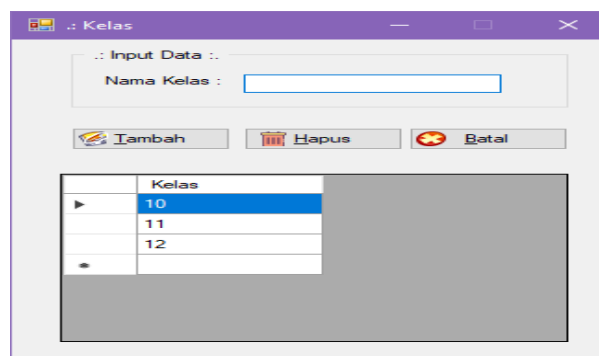 .: Kelas
.: Input Data :.
Nama Kelas :
Tambah Hapus Batal
Kelas
10
11
12